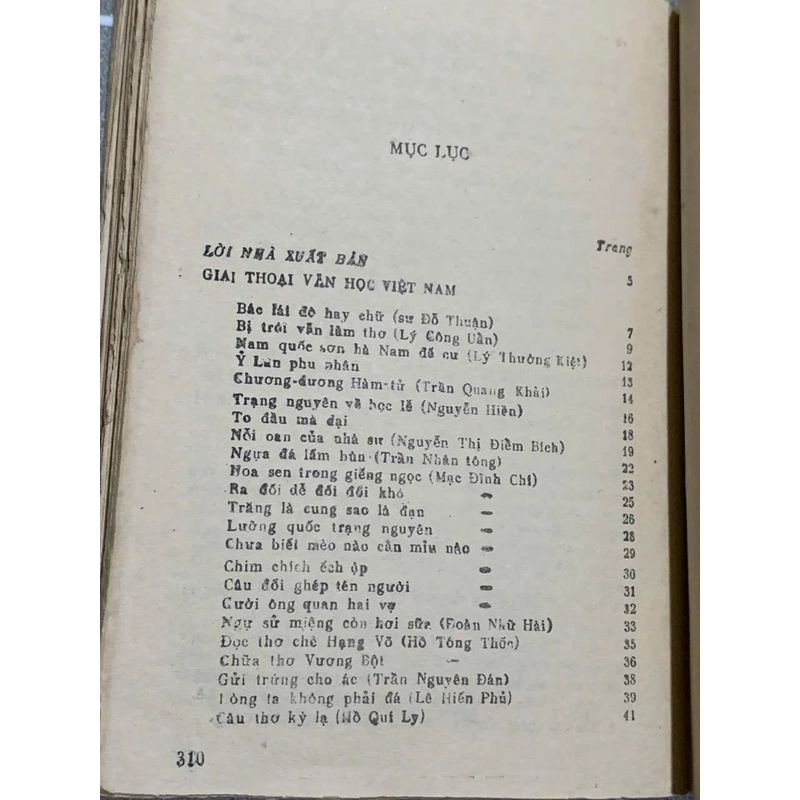 MỤC LỤC
Trang
LỜI NHÀ XUẤT BẢN 5
GIAI THOẠI VĂN HỌC VIỆT NAM
Bác lái đò hay chữ (sư Đỗ Thuận) 7
Bị trói vẫn làm thơ (Lý Công Uẩn) 9
Nam quốc sơn hà Nam đế cư (Lý Thường Kiệt) 12
Ỷ Lan phu nhân 13
Chương-dương Hàm-tử (Trần Quang Khải) 14
Trạng nguyên về học lễ (Nguyễn Hiền) 16
To đầu mà dại 18
Nỗi oan của nhà sư (Nguyễn Thị Điểm Bích) 19
Ngựa đá lấm bùn (Trần Nhân tông) 22
Hoa sen trong giếng ngọc (Mạc Đĩnh Chi) 23
Ra đối dễ đối đối khó - 25
Trăng là cung sao là đạn - 26
Lưỡng quốc trạng nguyên - 28
Chưa biết mèo nào cắn mỉu nào - 29
Chim chích ếch ộp - 30
Câu đối ghép tên người - 31
Cười ông quan hai vợ - 32
Ngự sử miệng còn hơi sữa (Đoàn Nhữ Hài) 33
Đọc thơ chê Hạng Võ (Hồ Tông Thốc) 35
Chữa thơ Vương Bột - 36
Gửi trứng cho ác (Trần Nguyên Đán) 38
Lòng ta không phải đá (Lê Hiến Phủ) 39
Câu thơ kỳ lạ (Hồ Quí Ly) 41
310